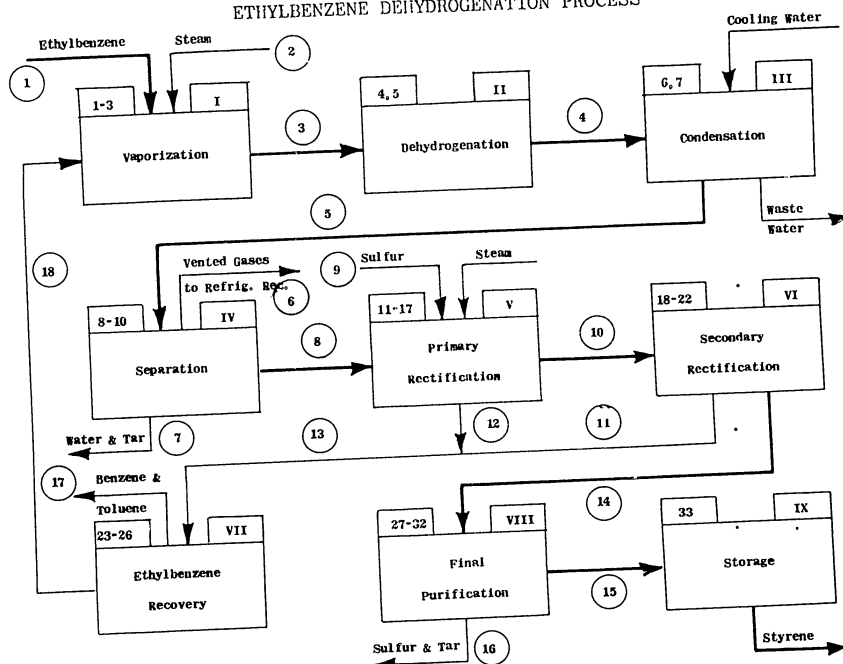 ETHYLBENZENE DEHYDROGENATION PROCESS
Ethylbenzene
Steam
Cooling Water
1
2
1-3
I
Vaporization
3
4,5
II
Dehydrogenation
4
6,7
III
Condensation
Waste
Water
5
18
Vented Gases
to Refrig. Rec.
6
9
Sulfur
Steam
8-10
IV
Separation
8
11-17
V
Primary
Rectification
10
18-22
VI
Secondary
Rectification
Water & Tar
7
13
12
11
17
Benzene &
Toluene
14
23-26
VII
Ethylbenzene
Recovery
27-32
VIII
Final
Purification
15
33
IX
Storage
Sulfur & Tar
16
Styrene